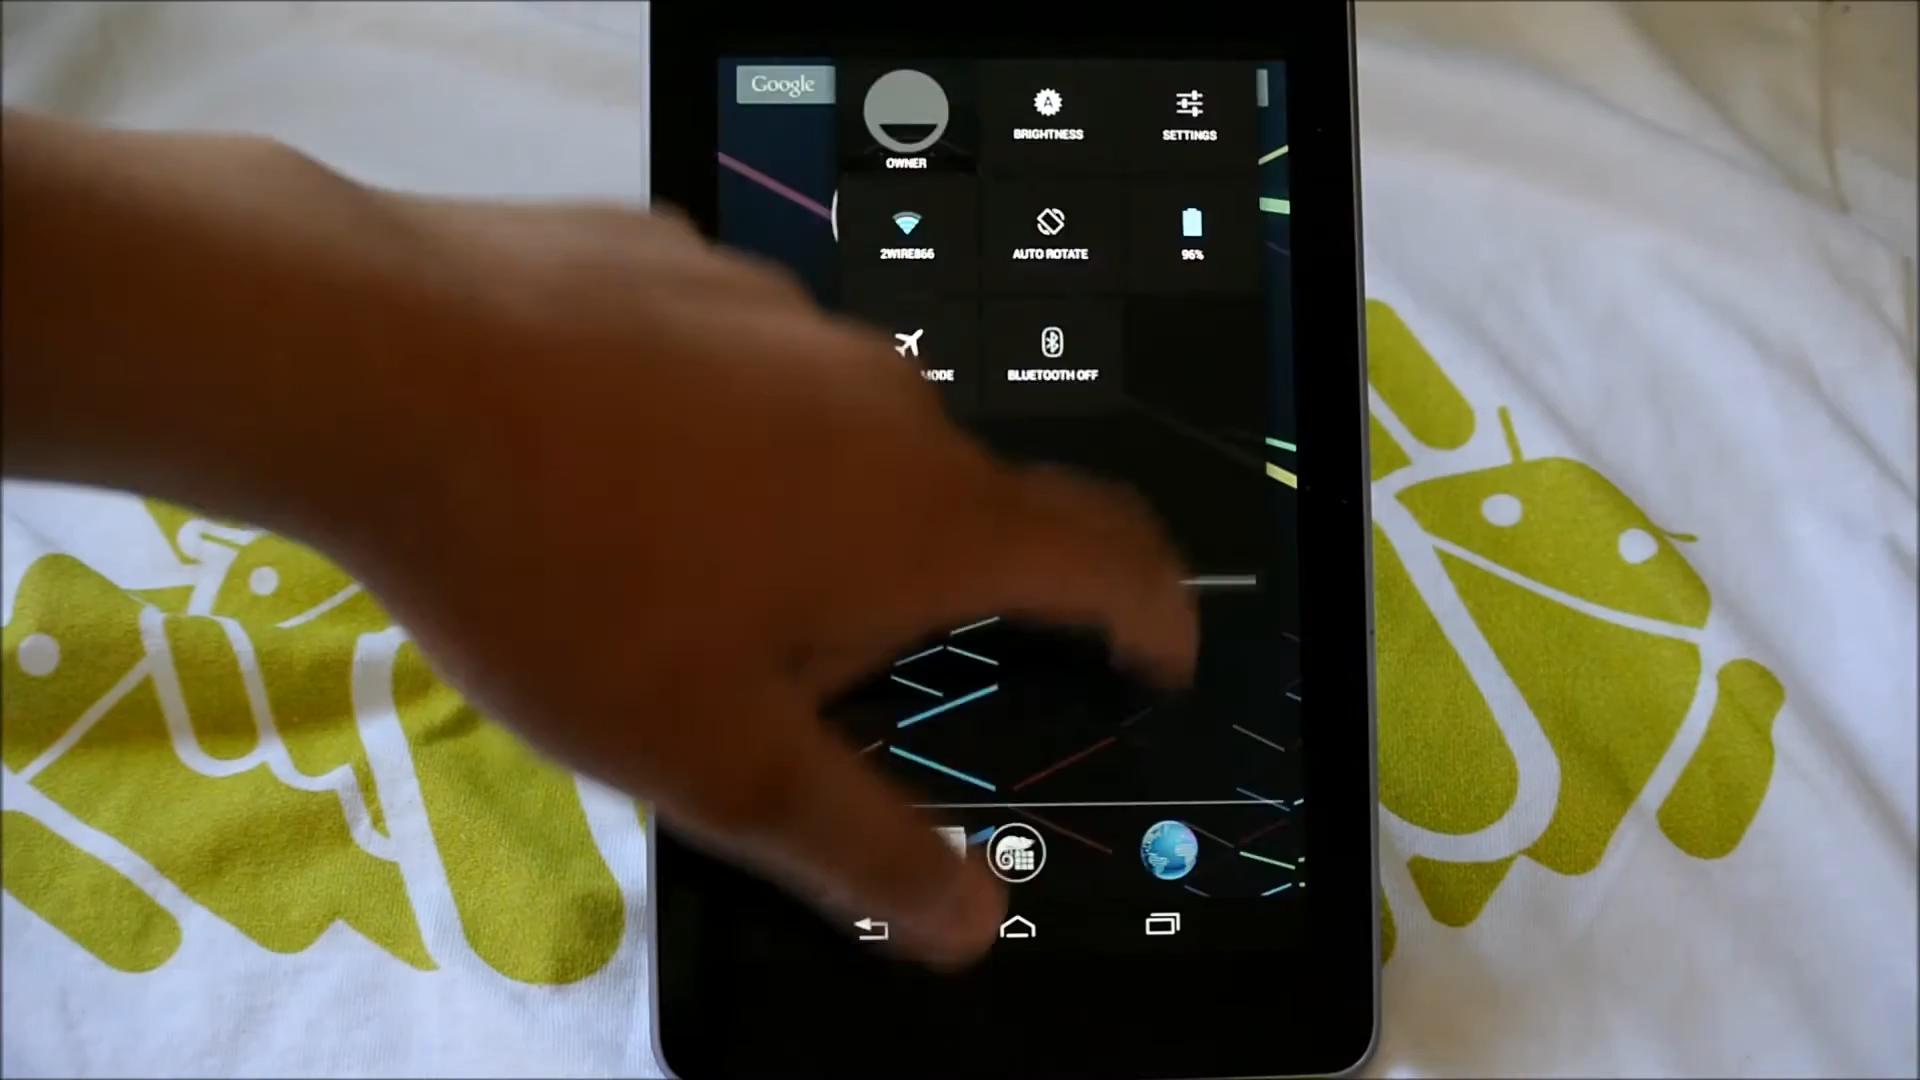 Google
OWNER
BRIGHTNESS
SETTINGS
2WIRE866
AUTO ROTATE
96%
MODE
BLUETOOTH OFF